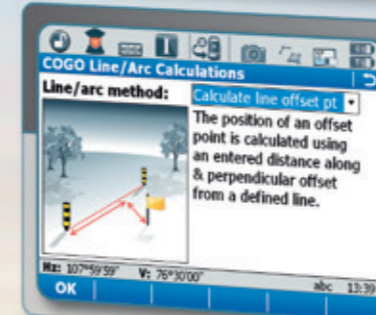 COGO Line/Arc Calculations
Line/arc method: Calculate line offset pt
The position of an offset
point is calculated using
an entered distance along
& perpendicular offset
from a defined line.
Hz: 107°59'59" V: 76°30'00" abc 13:39
OK